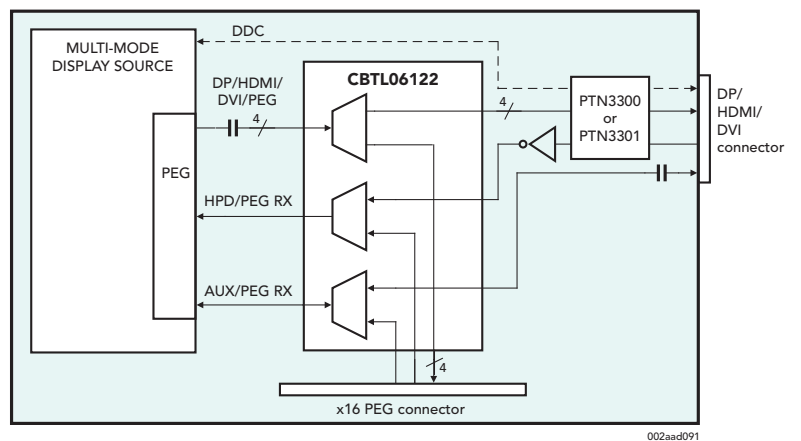 DDC
MULTI-MODE
DISPLAY SOURCE
CBTL06122
DP/HDMI/
DVI/PEG
4
4
PTN3300
or
PTN3301
DP/
HDMI/
DVI
connector
PEG
HPD/PEG RX
AUX/PEG RX
4
x16 PEG connector
002aad091